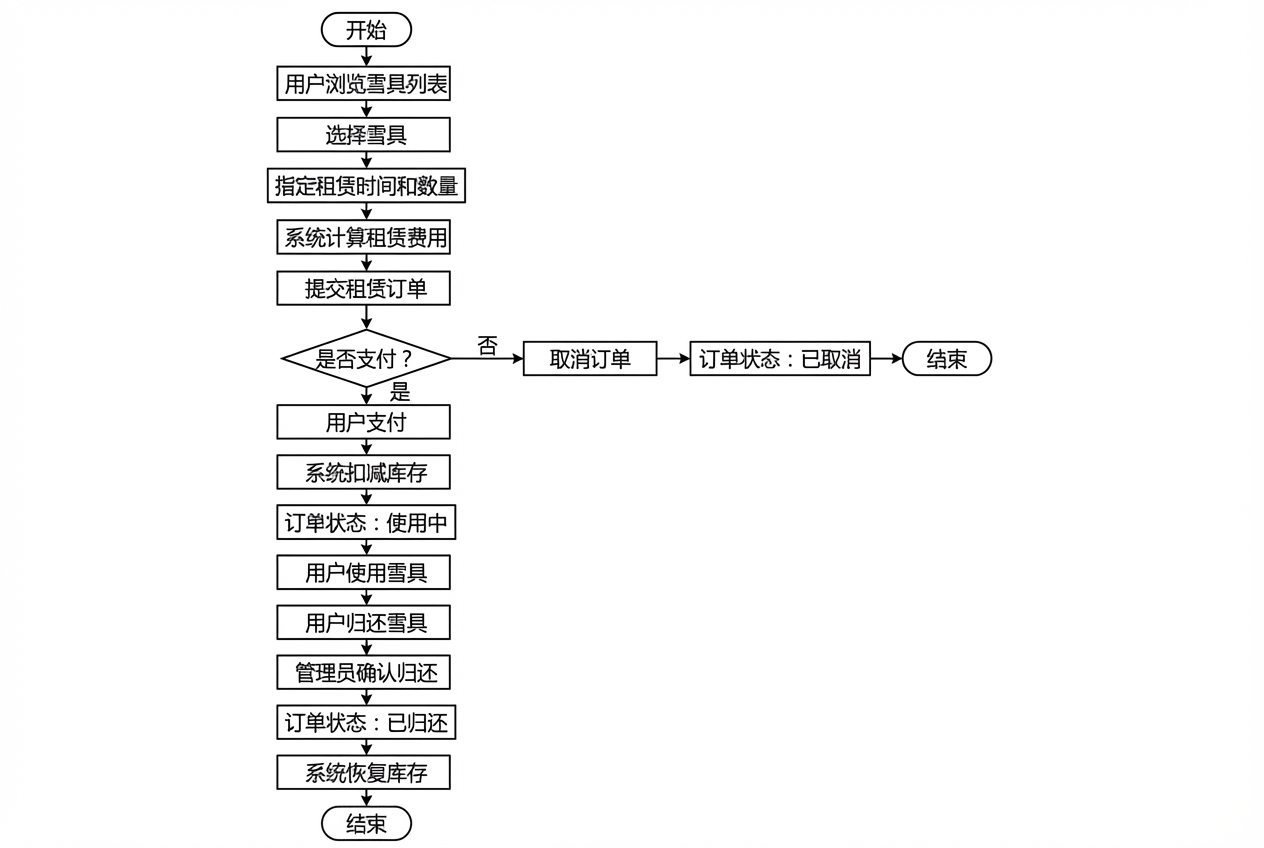 开始
用户浏览雪具列表
选择雪具
指定租赁时间和数量
系统计算租赁费用
提交租赁订单
是否支付？
否
取消订单
订单状态：已取消
结束
是
用户支付
系统扣减库存
订单状态：使用中
用户使用雪具
用户归还雪具
管理员确认归还
订单状态：已归还
系统恢复库存
结束